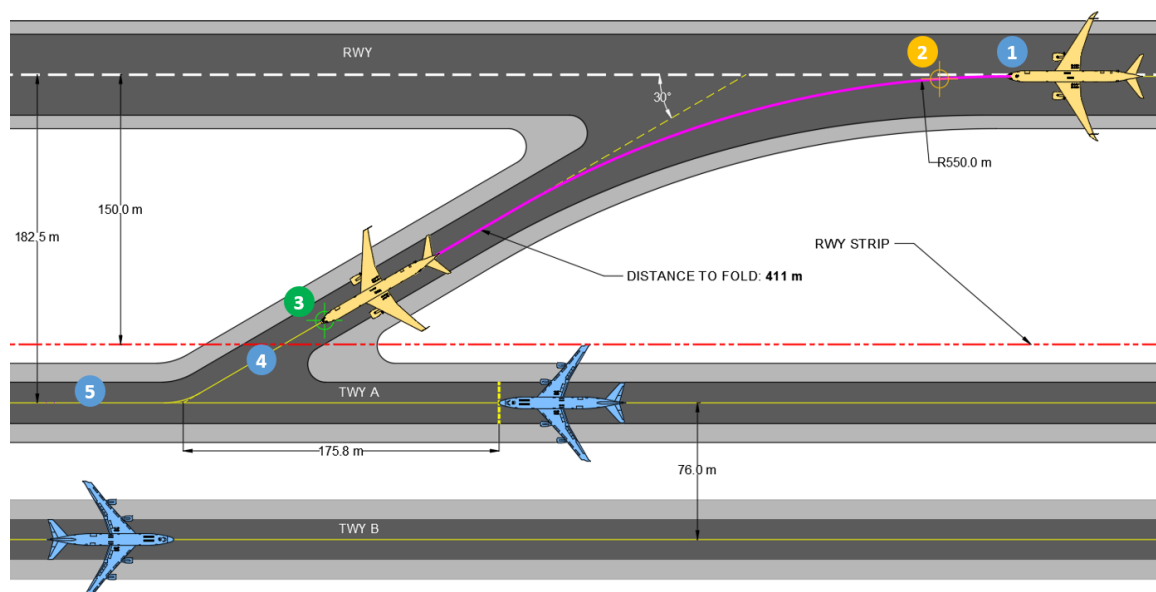 RWY
2
1
30°
R550.0 m
150.0 m
182.5 m
RWY STRIP
DISTANCE TO FOLD: 411 m
3
4
5
TWY A
175.8 m
76.0 m
TWY B